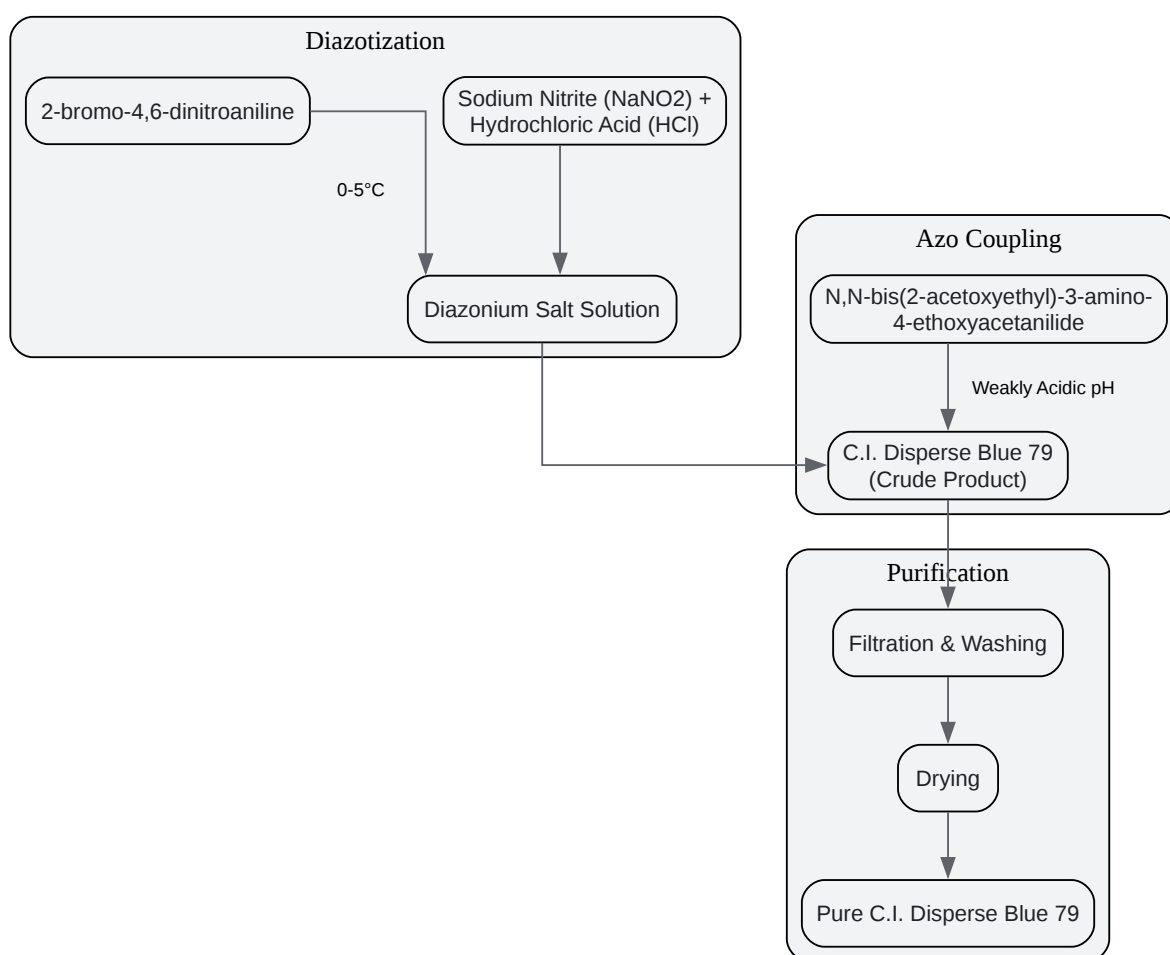 Diazotization
2-bromo-4,6-dinitroaniline
Sodium Nitrite (NaNO2) +
Hydrochloric Acid (HCl)
0-5°C
Diazonium Salt Solution
Azo Coupling
N,N-bis(2-acetoxyethyl)-3-amino-
4-ethoxyacetanilide
Weakly Acidic pH
C.I. Disperse Blue 79
(Crude Product)
Purification
Filtration & Washing
Drying
Pure C.I. Disperse Blue 79